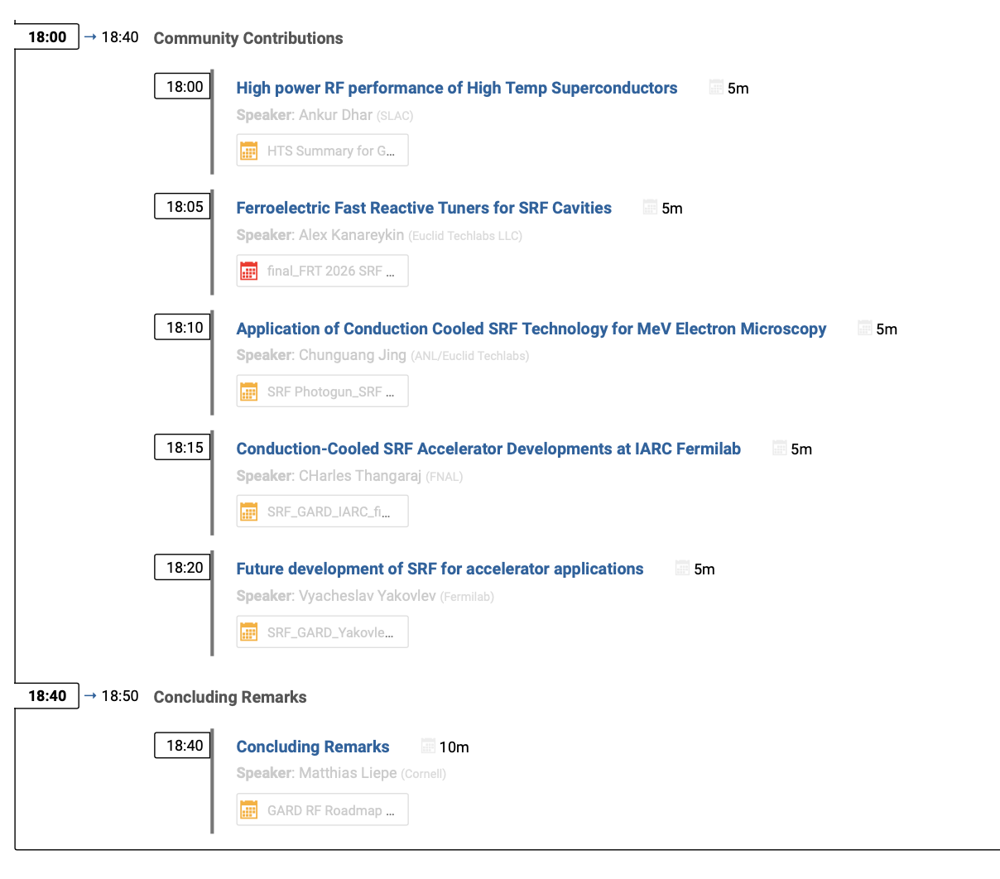 18:00 → 18:40 Community Contributions
18:00 High power RF performance of High Temp Superconductors 5m
Speaker: Ankur Dhar (SLAC)
HTS Summary for G...
18:05 Ferroelectric Fast Reactive Tuners for SRF Cavities 5m
Speaker: Alex Kanareykin (Euclid Techlabs LLC)
final_FRT 2026 SRF ...
18:10 Application of Conduction Cooled SRF Technology for MeV Electron Microscopy 5m
Speaker: Chunguang Jing (ANL/Euclid Techlabs)
SRF Photogun_SRF ...
18:15 Conduction-Cooled SRF Accelerator Developments at IARC Fermilab 5m
Speaker: CHarles Thangaraj (FNAL)
SRF_GARD_IARC_fi...
18:20 Future development of SRF for accelerator applications 5m
Speaker: Vyacheslav Yakovlev (Fermilab)
SRF_GARD_Yakovle...
18:40 → 18:50 Concluding Remarks
18:40 Concluding Remarks 10m
Speaker: Matthias Liepe (Cornell)
GARD RF Roadmap ...